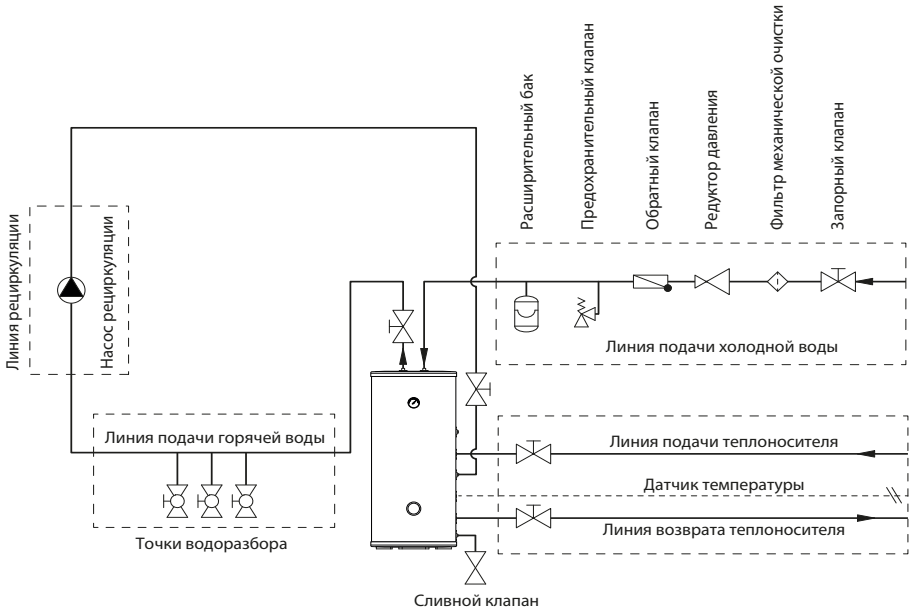 Расширительный бак
Предохранительный клапан
Обратный клапан
Редуктор давления
Фильтр механической очистки
Запорный клапан
Линия рециркуляции
Насос рециркуляции
Линия подачи холодной воды
Линия подачи горячей воды
Линия подачи теплоносителя
Датчик температуры
Линия возврата теплоносителя
Точки водоразбора
Сливной клапан